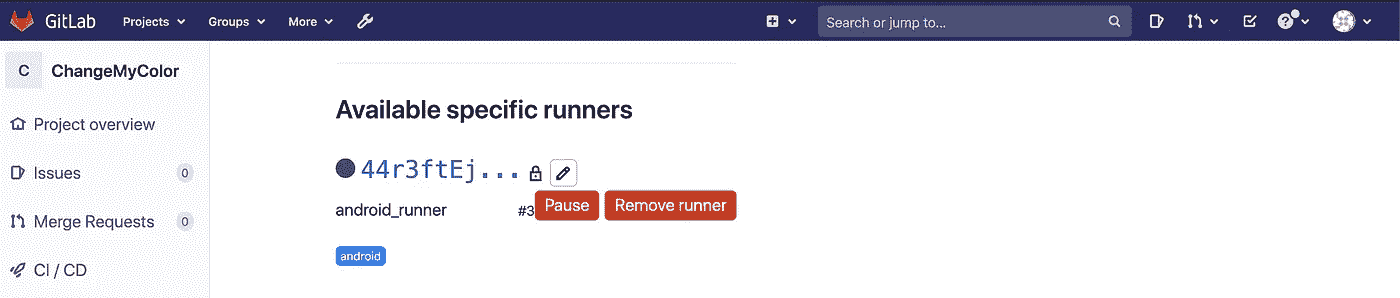 GitLab Projects Groups More Search or jump to...
C ChangeMyColor
Project overview
Issues 0
Merge Requests 0
CI / CD
Available specific runners
44r3ftEj...
Pause Remove runner
android_runner #3
android